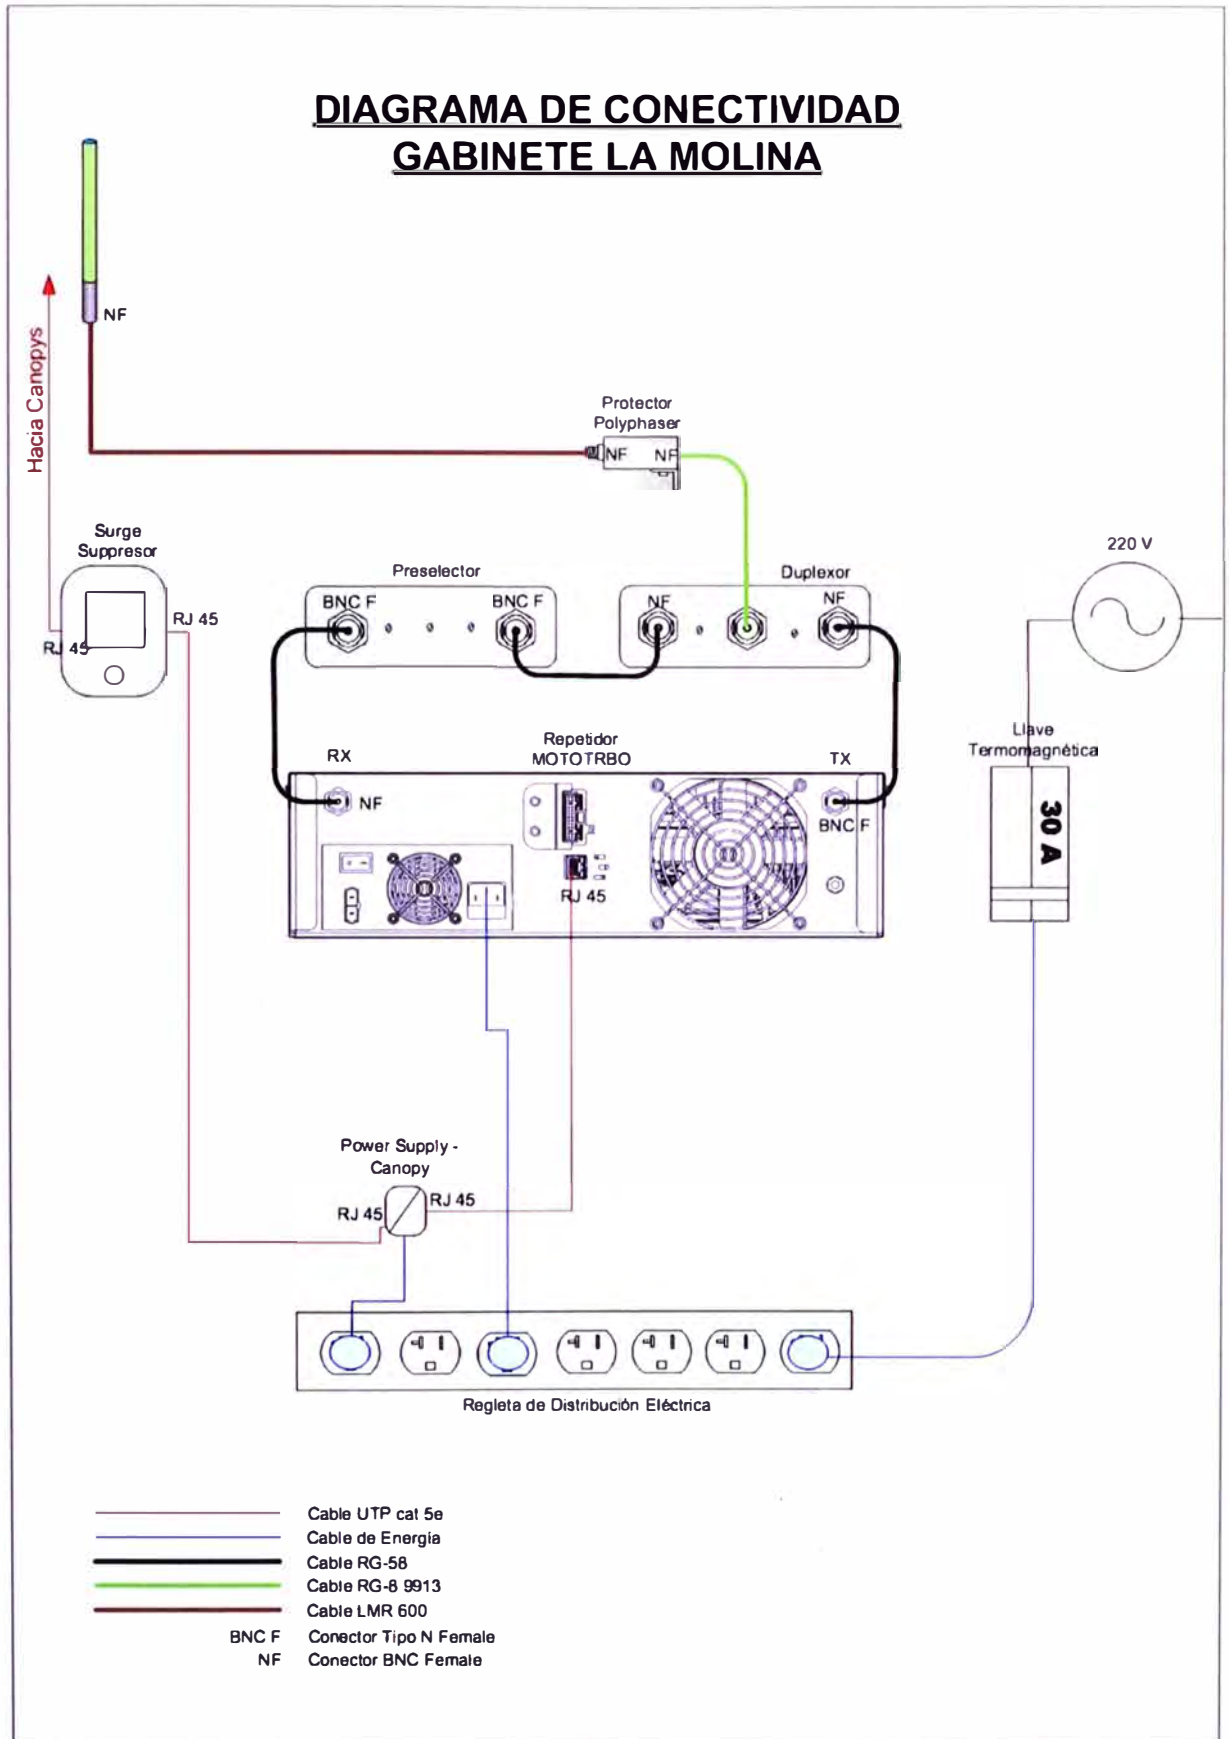 DIAGRAMA DE CONECTIVIDAD
GABINETE LA MOLINA
NF
Hacia Canopys
Protector
Polyphaser
NF
NF
Surge
Suppresor
RJ 45
RJ 45
Preselector
BNC F
BNC F
Duplexor
NF
NF
220 V
Llave
Termomagnética
30 A
RX
Repetidor
MOTOTRBO
TX
NF
BNC F
RJ 45
Power Supply -
Canopy
RJ 45
RJ 45
Regleta de Distribución Eléctrica
Cable UTP cat 5e
Cable de Energía
Cable RG-58
Cable RG-8 9913
Cable LMR 600
BNC F Conector Tipo N Female
NF Conector BNC Female